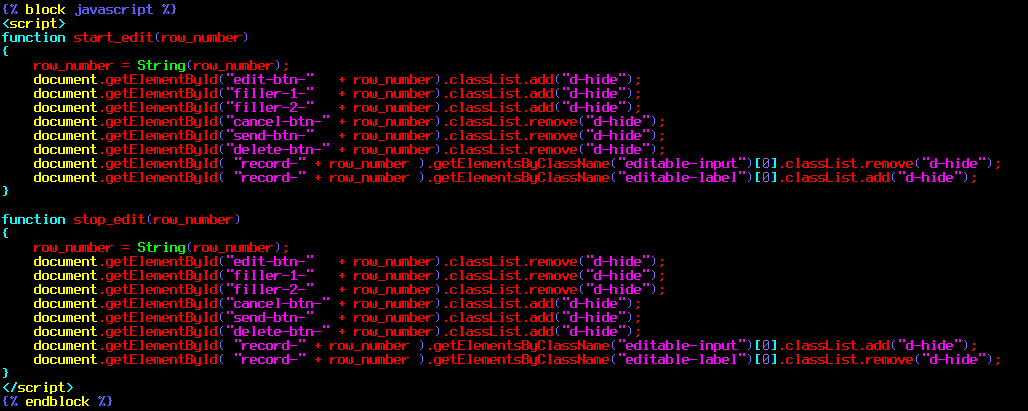 {% block javascript %}
<script>
function start_edit(row_number)
{
    row_number = String(row_number);
    document.getElementById("edit-btn-"   + row_number).classList.add("d-hide");
    document.getElementById("filler-1-"   + row_number).classList.add("d-hide");
    document.getElementById("filler-2-"   + row_number).classList.add("d-hide");
    document.getElementById("cancel-btn-" + row_number).classList.remove("d-hide");
    document.getElementById("send-btn-"   + row_number).classList.remove("d-hide");
    document.getElementById("delete-btn-" + row_number).classList.remove("d-hide");
    document.getElementById( "record-" + row_number ).getElementsByClassName("editable-input")[0].classList.remove("d-hide");
    document.getElementById( "record-" + row_number ).getElementsByClassName("editable-label")[0].classList.add("d-hide");
}

function stop_edit(row_number)
{
    row_number = String(row_number);
    document.getElementById("edit-btn-"   + row_number).classList.remove("d-hide");
    document.getElementById("filler-1-"   + row_number).classList.remove("d-hide");
    document.getElementById("filler-2-"   + row_number).classList.remove("d-hide");
    document.getElementById("cancel-btn-" + row_number).classList.add("d-hide");
    document.getElementById("send-btn-"   + row_number).classList.add("d-hide");
    document.getElementById("delete-btn-" + row_number).classList.add("d-hide");
    document.getElementById( "record-" + row_number ).getElementsByClassName("editable-input")[0].classList.add("d-hide");
    document.getElementById( "record-" + row_number ).getElementsByClassName("editable-label")[0].classList.remove("d-hide");
}
</script>
{% endblock %}